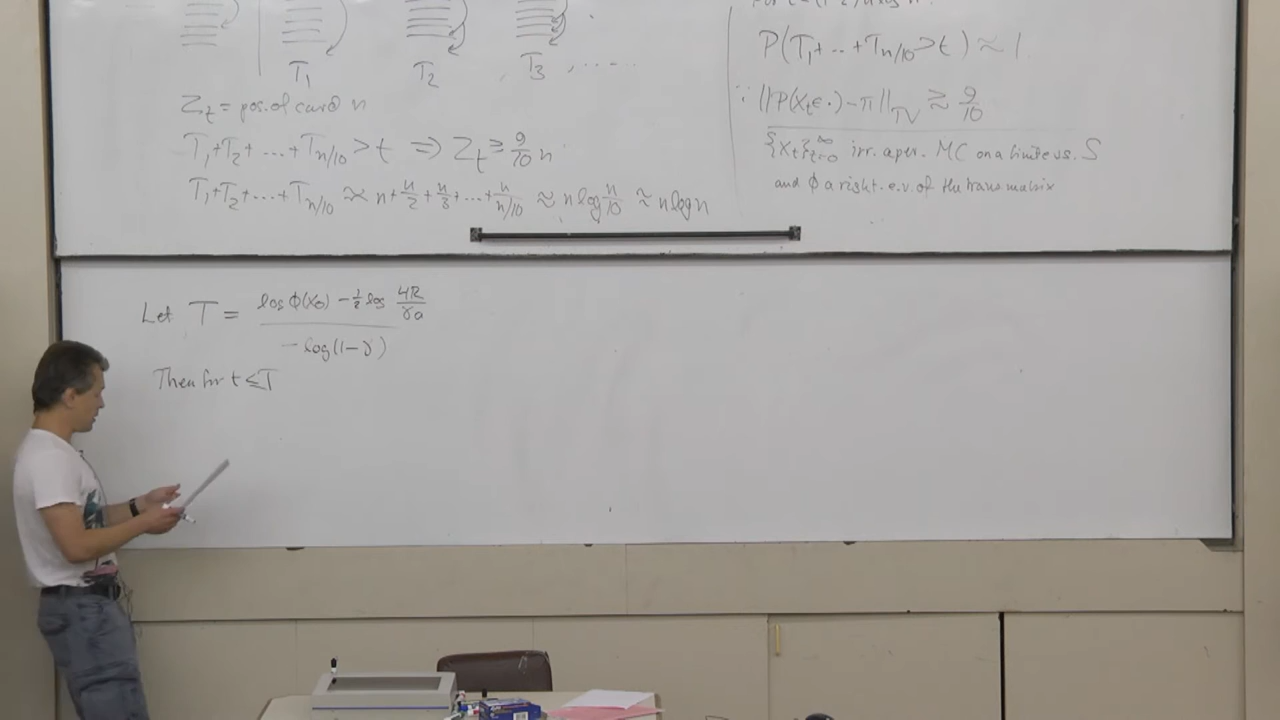 T₁ T₂ , T₃ , .....
Z_t = pos. of card n
T₁+T₂+...+T_{n/10} > t ⇒ Z_t ≥ 9/10 n
T₁+T₂+...+T_{n/10} ≈ n + n/2 + n/3 + ... + n/(n/10) ≈ n log n/10 ≈ n log n
P(T₁+...+T_{n/10} > t) ≈ 1
∵ ||P(X_t ∈ ·) − π||_{TV} ≳ 9/10
{X_t}_{t=0}^∞ irr. aper. MC on a finite s.s. S
and ϕ a right. e.v. of the trans matrix
Let T = (log ϕ(x₀) − ½ log 4R/γa) / (−log(1−γ))
Then for t ≤ T